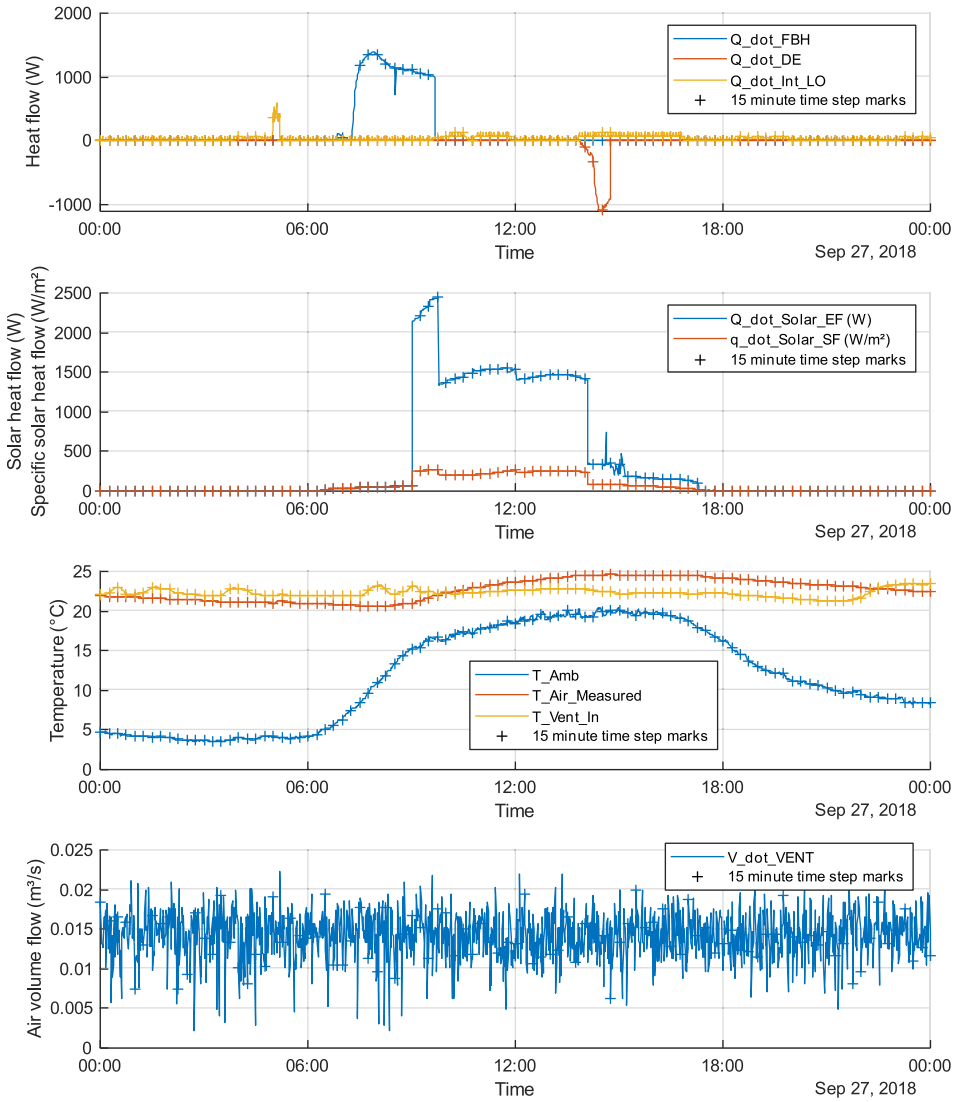 2000
1000
0
-1000
Heat flow (W)
Q_dot_FBH
Q_dot_DE
Q_dot_Int_LO
15 minute time step marks
00:00 06:00 12:00 18:00 00:00
Time
Sep 27, 2018
2500
2000
1500
1000
500
0
Solar heat flow (W)
Specific solar heat flow (W/m²)
Q_dot_Solar_EF (W)
q_dot_Solar_SF (W/m²)
15 minute time step marks
00:00 06:00 12:00 18:00 00:00
Time
Sep 27, 2018
25
20
15
10
5
0
Temperature (°C)
T_Amb
T_Air_Measured
T_Vent_In
15 minute time step marks
00:00 06:00 12:00 18:00 00:00
Time
Sep 27, 2018
0.025
0.02
0.015
0.01
0.005
0
Air volume flow (m³/s)
V_dot_VENT
15 minute time step marks
00:00 06:00 12:00 18:00 00:00
Time
Sep 27, 2018